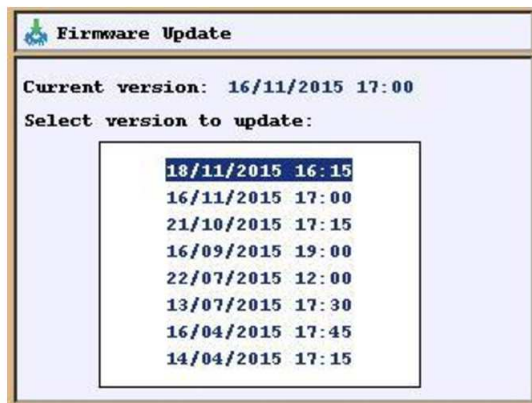 Firmware Update
Current version: 16/11/2015 17:00
Select version to update:
18/11/2015 16:15
16/11/2015 17:00
21/10/2015 17:15
16/09/2015 19:00
22/07/2015 12:00
13/07/2015 17:30
16/04/2015 17:45
14/04/2015 17:15